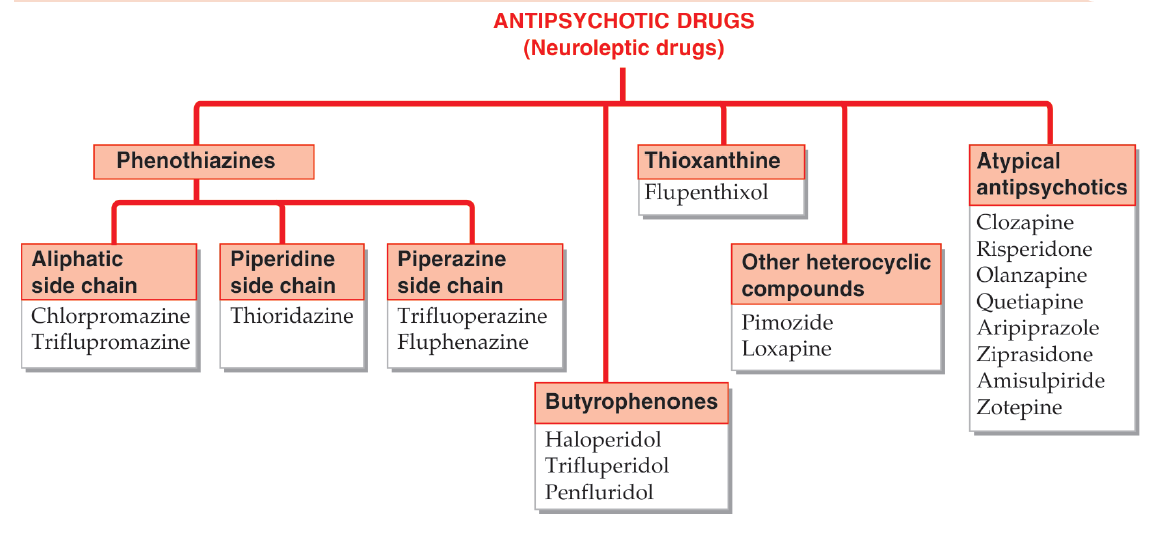 ANTIPSYCHOTIC DRUGS
(Neuroleptic drugs)
Phenothiazines
Aliphatic
side chain
Chlorpromazine
Triflupromazine
Piperidine
side chain
Thioridazine
Piperazine
side chain
Trifluoperazine
Fluphenazine
Butyrophenones
Haloperidol
Trifluperidol
Penfluridol
Thioxanthine
Flupenthixol
Other heterocyclic
compounds
Pimozide
Loxapine
Atypical
antipsychotics
Clozapine
Risperidone
Olanzapine
Quetiapine
Aripiprazole
Ziprasidone
Amisulpiride
Zotepine